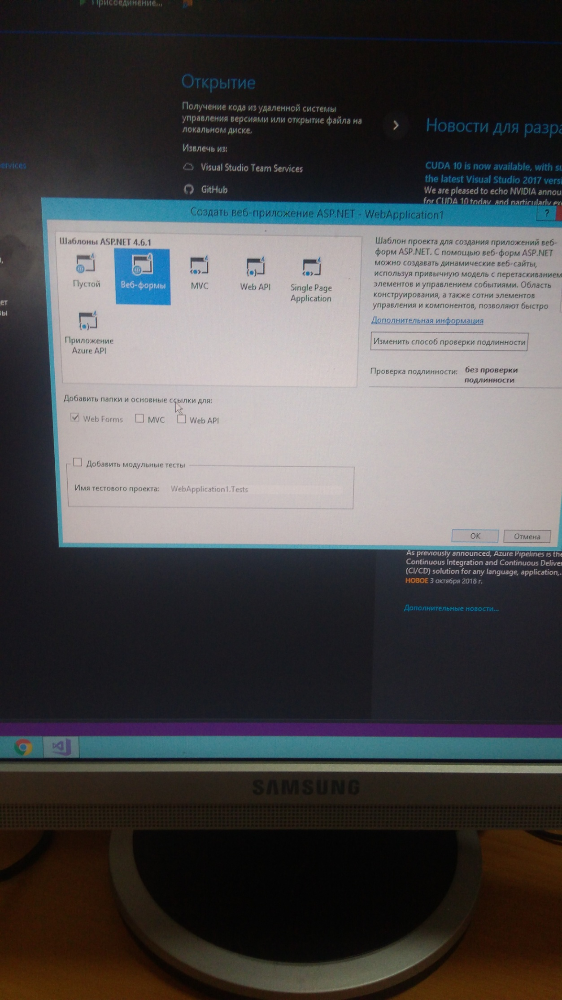 Присоединение...
Открытие
Получение кода из удаленной системы
управления версиями или открытие файла на
локальном диске.
Извлечь из:
Visual Studio Team Services
GitHub
Новости для разра
ervices
CUDA 10 is now available, with su
the latest Visual Studio 2017 versi
We are pleased to echo NVIDIA annou
for CUDA 10 today, and particularly ex
Создать веб-приложение ASP.NET - WebApplication1
?
Шаблоны ASP.NET 4.6.1
Пустой
Веб-формы
MVC
Web API
Single Page
Application
Приложение
Azure API
Шаблон проекта для создания приложений веб-
форм ASP.NET. С помощью веб-форм ASP.NET
можно создавать динамические веб-сайты,
используя привычную модель с перетаскиванием
элементов и управлением событиями. Область
конструирования, а также сотни элементов
управления и компонентов, позволяют быстро
Дополнительная информация
Изменить способ проверки подлинности
Проверка подлинности: без проверки
подлинности
ет
вы
Добавить папки и основные ссылки для:
Web Forms
MVC
Web API
Добавить модульные тесты
Имя тестового проекта: WebApplication1.Tests
OK
Отмена
As previously announced, Azure Pipelines is the
Continuous Integration and Continuous Deliver
(CI/CD) solution for any language, application,...
НОВОЕ 3 октября 2018 г.
Дополнительные новости...
SAMSUNG